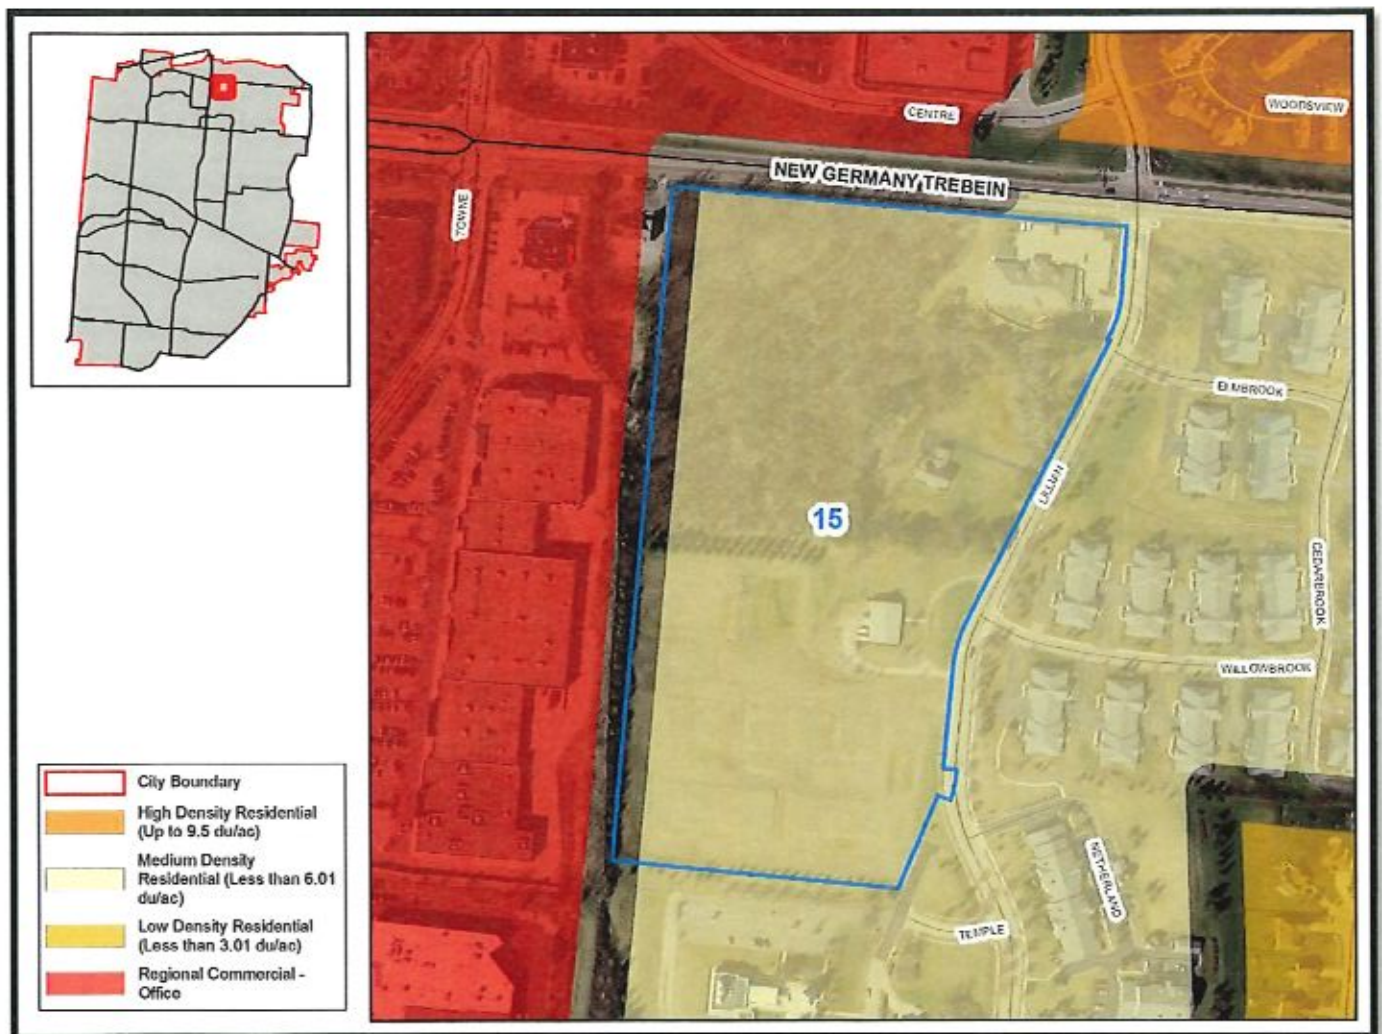 CENTRE
WOODSVIEW
NEW GERMANY TREBEIN
TOWNE
ELMBROOK
LILLIAN
15
CEDARBROOK
WILLOWBROOK
NETHERLAND
TEMPLE
City Boundary
High Density Residential
(Up to 9.5 du/ac)
Medium Density
Residential (Less than 6.01
du/ac)
Low Density Residential
(Less than 3.01 du/ac)
Regional Commercial -
Office